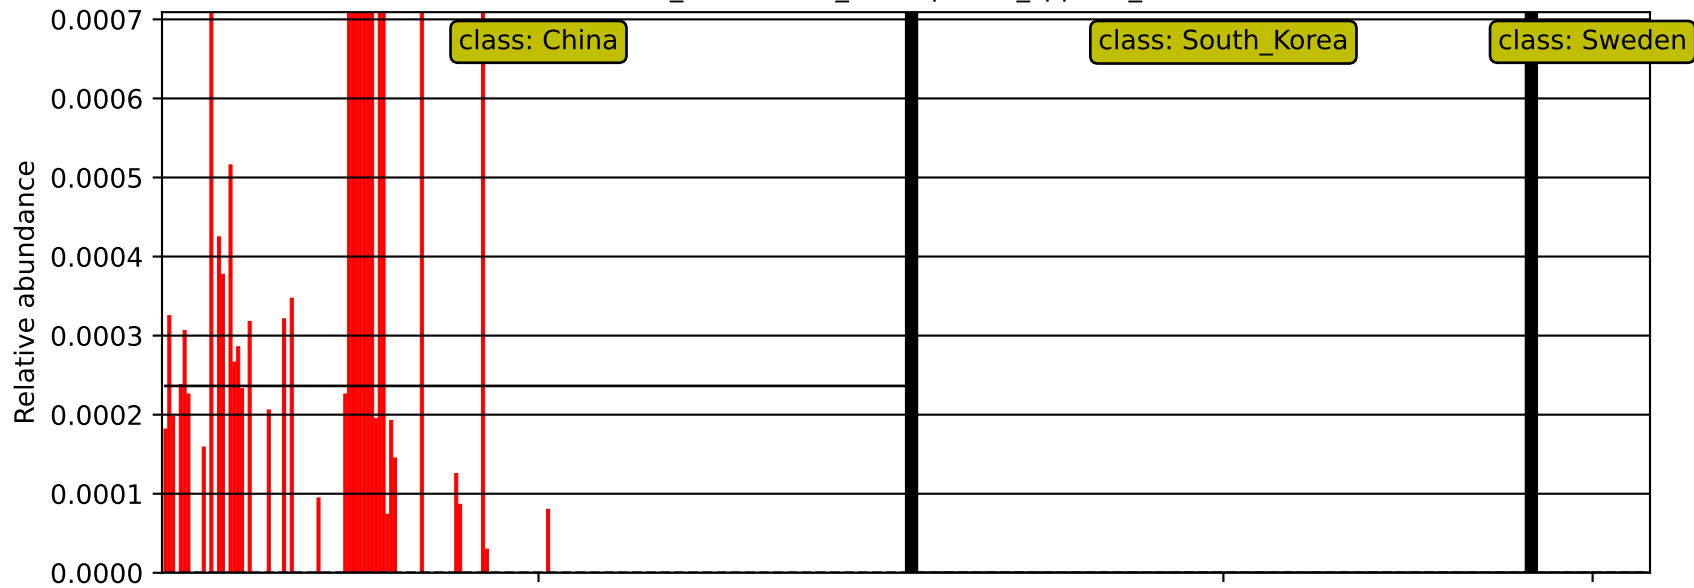 0.0007
class: China
class: South_Korea
class: Sweden
0.0006
0.0005
0.0004
0.0003
0.0002
0.0001
0.0000
Relative abundance